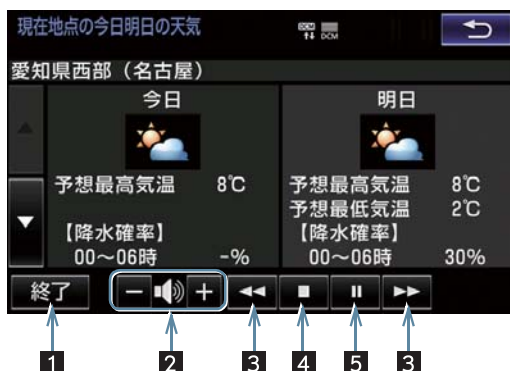 現在地点の今日明日の天気
DCM
DCM
愛知県西部（名古屋）
今日
予想最高気温 8℃
【降水確率】
00～06時 -%
明日
予想最高気温 8℃
予想最低気温 2℃
【降水確率】
00～06時 30%
終了 － ＋
1 2 3 4 5 3